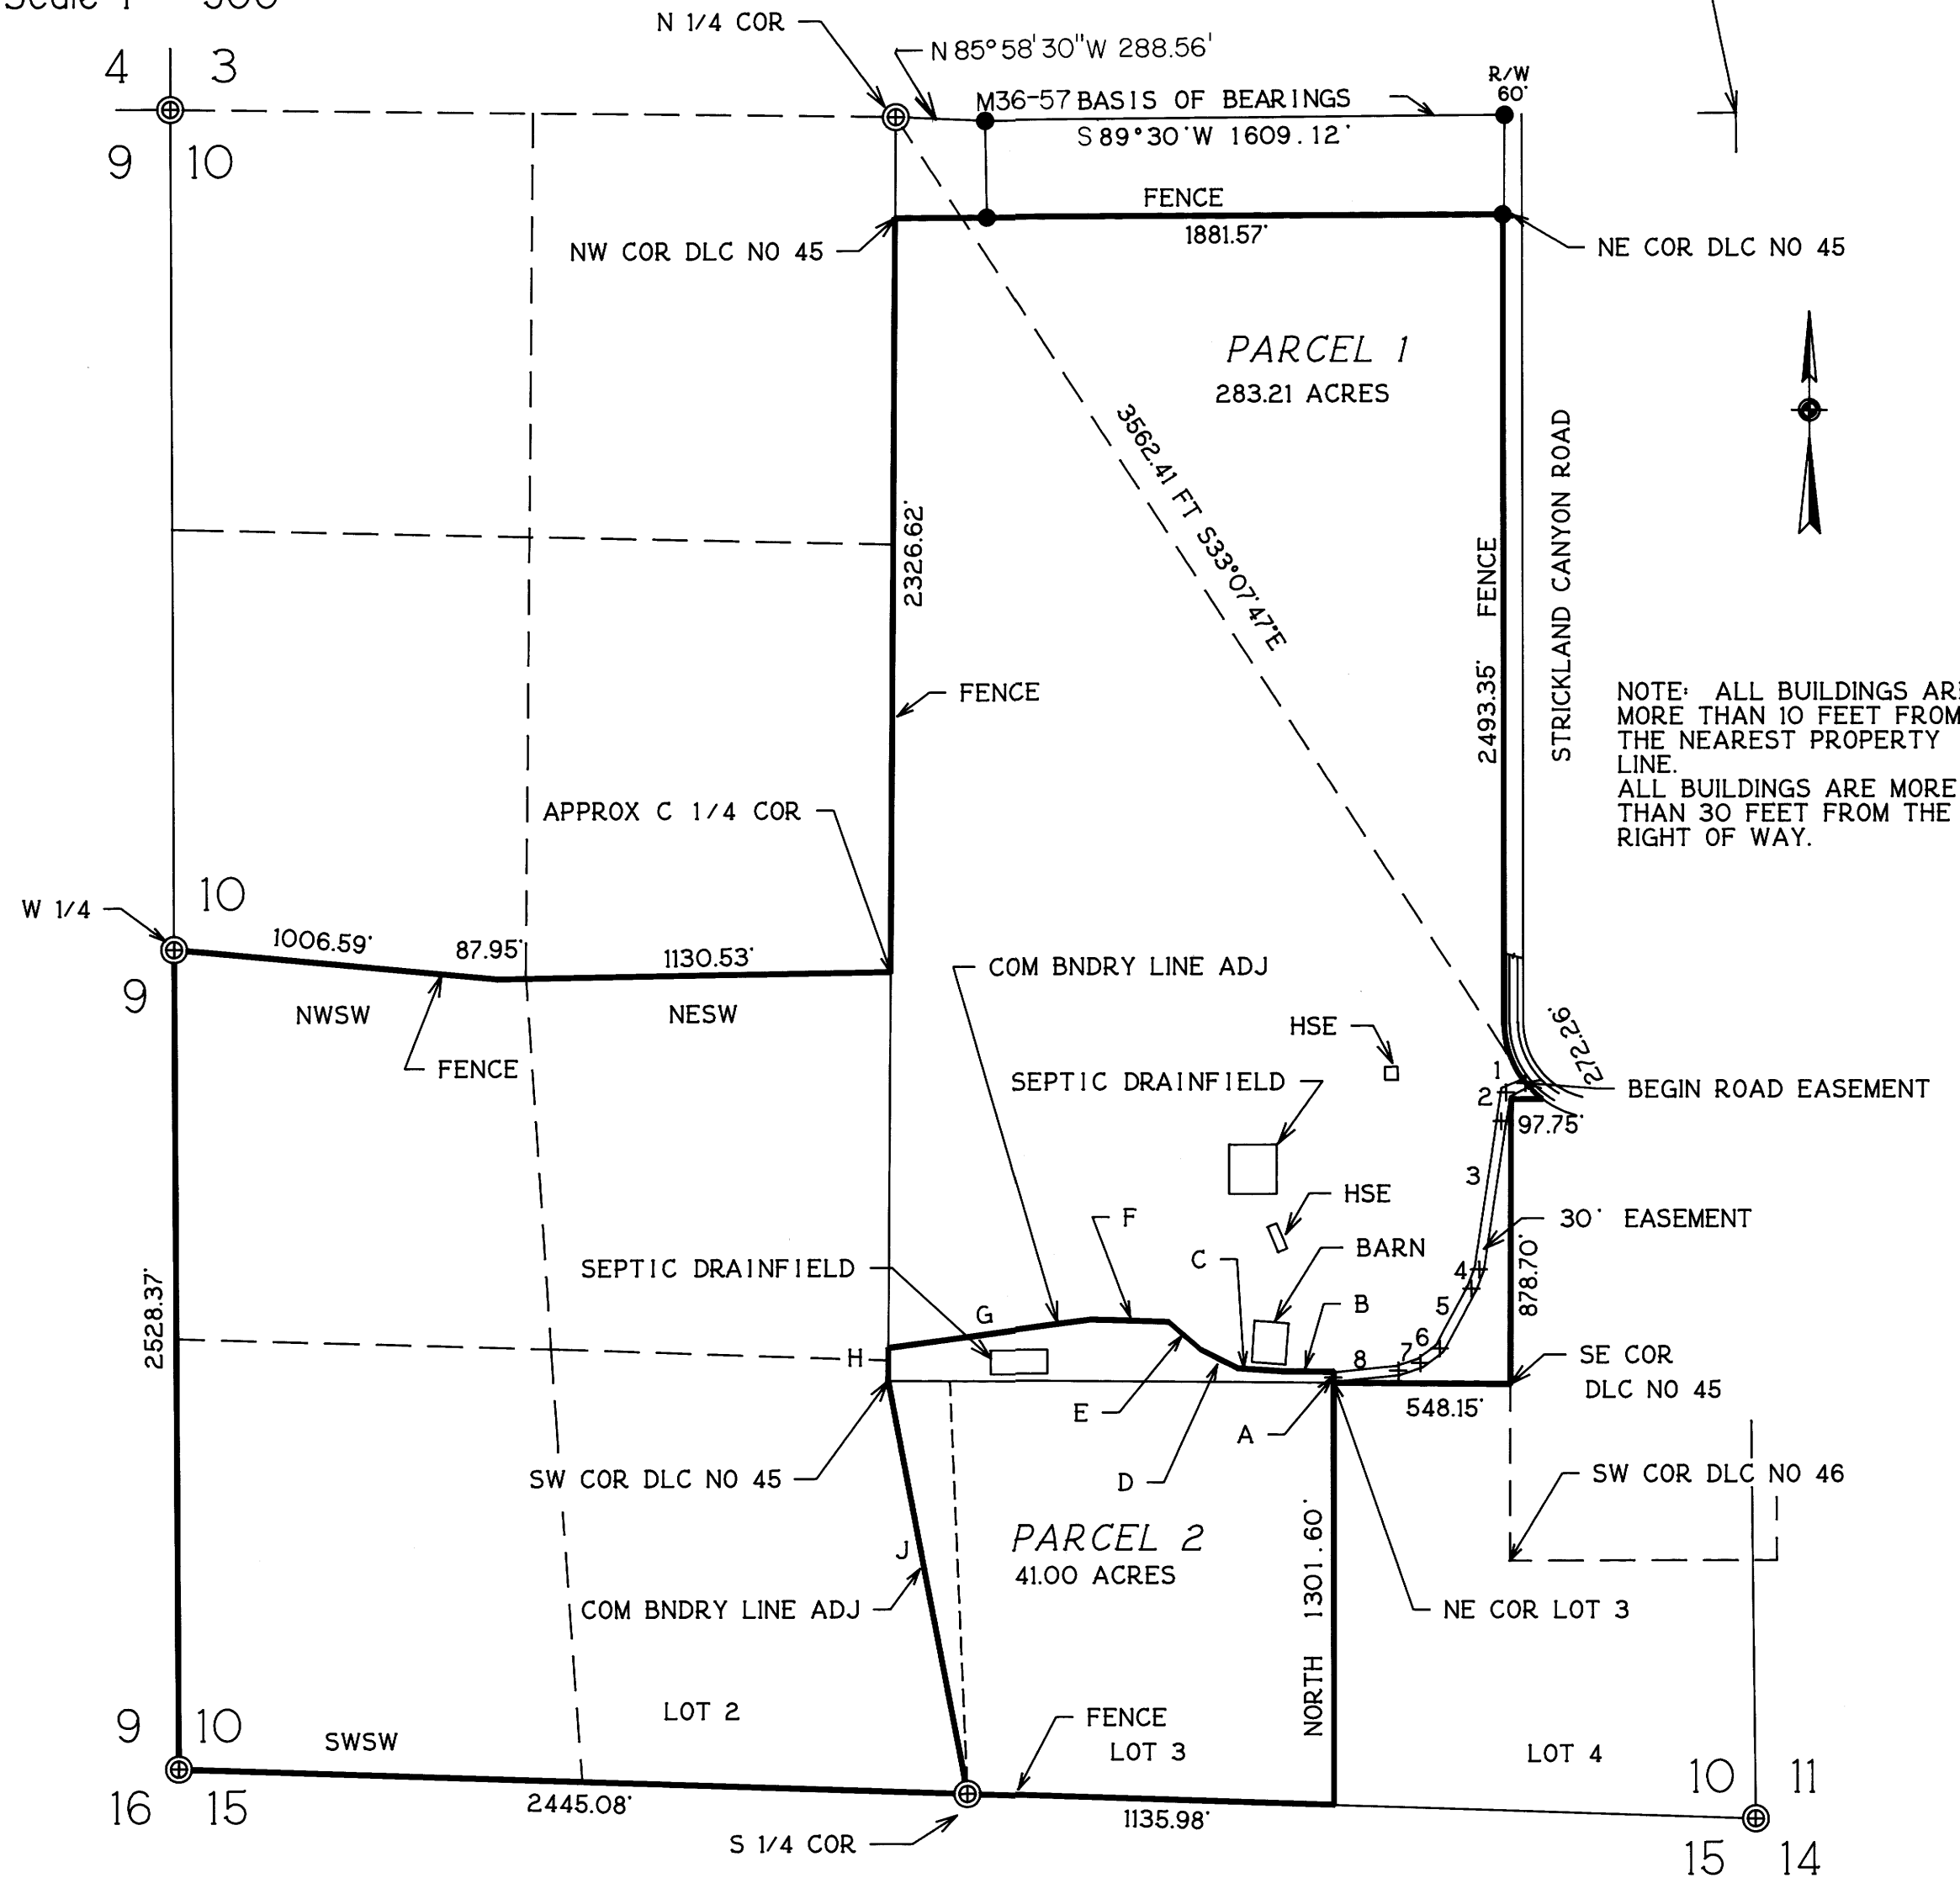 N 1/4 COR
N 85°58'30"W 288.56'
4 3
R/W
60'
M36-57 BASIS OF BEARINGS
S 89°30'W 1609.12'
9 10
FENCE
1881.57'
NW COR DLC NO 45
NE COR DLC NO 45
PARCEL 1
283.21 ACRES
3562.41 FT S33°07'47"E
2326.62'
FENCE
2493.35' FENCE
STRICKLAND CANYON ROAD
NOTE: ALL BUILDINGS ARE
MORE THAN 10 FEET FROM
THE NEAREST PROPERTY
LINE.
ALL BUILDINGS ARE MORE
THAN 30 FEET FROM THE
RIGHT OF WAY.
APPROX C 1/4 COR
10
W 1/4
1006.59'
87.95'
1130.53'
9
NWSW
NESW
FENCE
COM BNDRY LINE ADJ
HSE
272.26'
SEPTIC DRAINFIELD
1
BEGIN ROAD EASEMENT
2
97.75'
3
HSE
F
30' EASEMENT
BARN
C
SEPTIC DRAINFIELD
4
878.70'
B
5
G
2528.37'
6
7
H
8
SE COR
DLC NO 45
E
A
548.15'
D
SW COR DLC NO 45
SW COR DLC NO 46
PARCEL 2
41.00 ACRES
J
NORTH 1301.60'
COM BNDRY LINE ADJ
NE COR LOT 3
LOT 2
FENCE
9 10
SWSW
LOT 3
LOT 4
10 11
16 15
2445.08'
1135.98'
S 1/4 COR
15 14